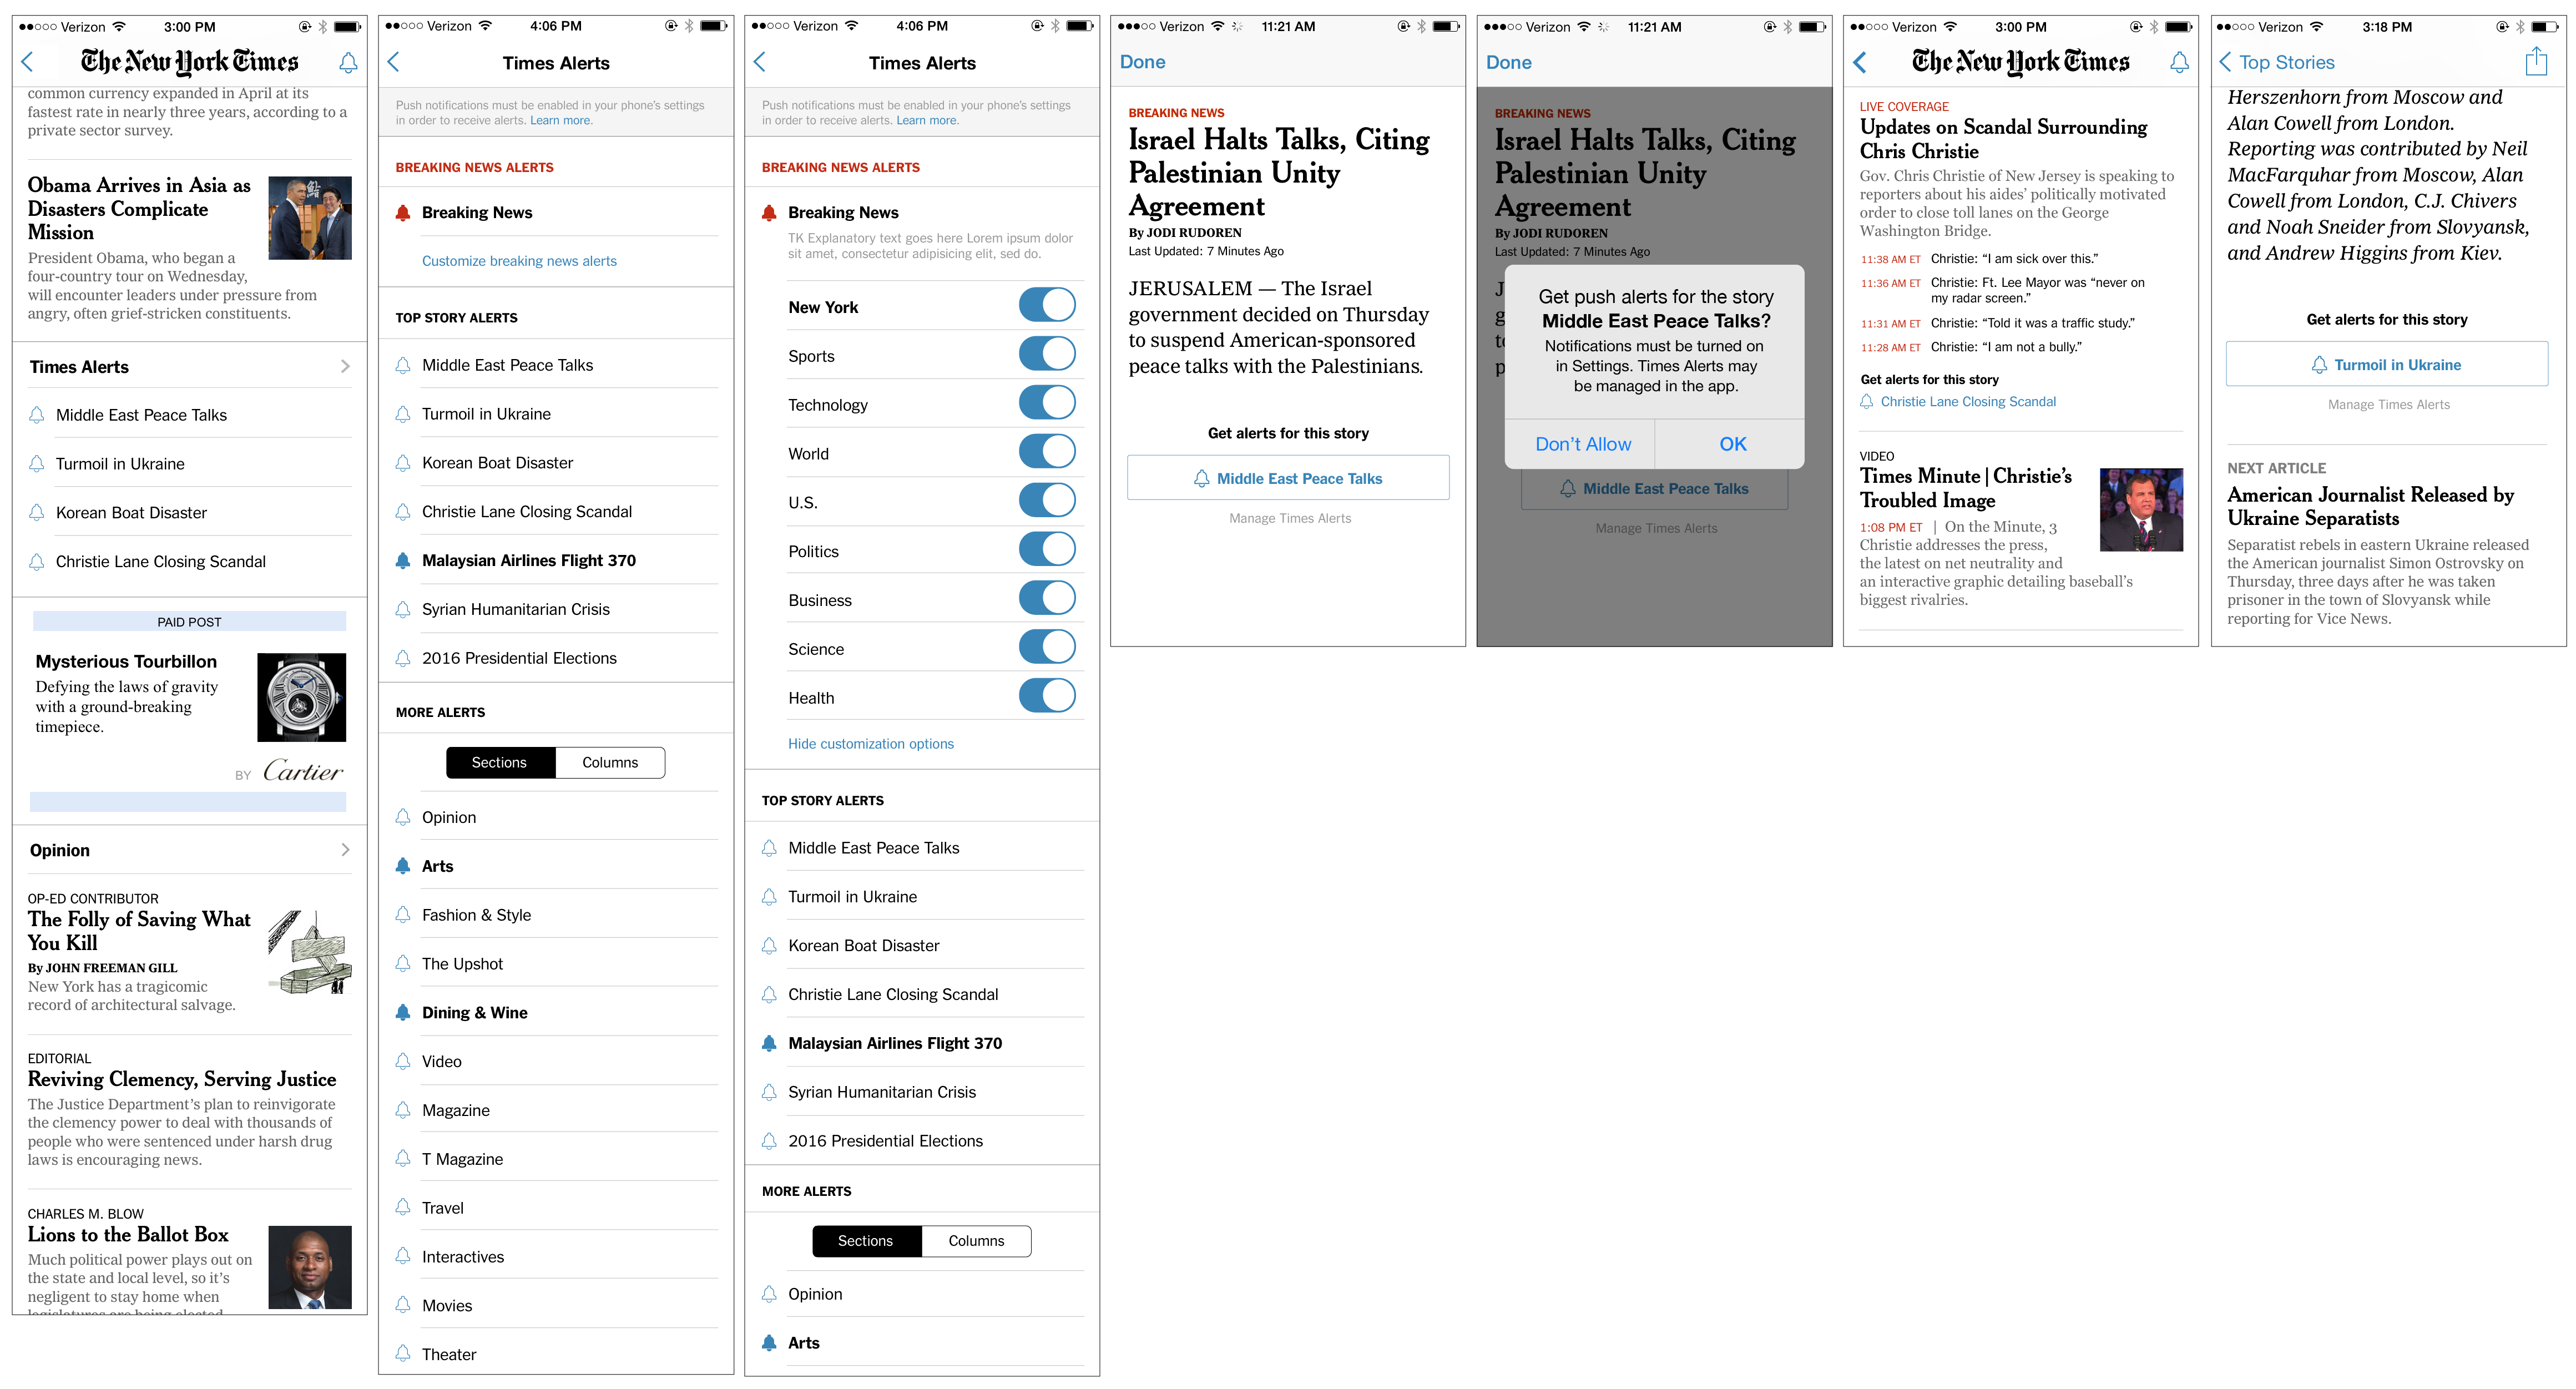 Verizon 3:00 PM
The New York Times
common currency expanded in April at its
fastest rate in nearly three years, according to a
private sector survey.
Obama Arrives in Asia as
Disasters Complicate
Mission
President Obama, who began a
four-country tour on Wednesday,
will encounter leaders under pressure from
angry, often grief-stricken constituents.
Times Alerts
Middle East Peace Talks
Turmoil in Ukraine
Korean Boat Disaster
Christie Lane Closing Scandal
PAID POST
Mysterious Tourbillon
Defying the laws of gravity
with a ground-breaking
timepiece.
BY Cartier
Opinion
OP-ED CONTRIBUTOR
The Folly of Saving What
You Kill
By JOHN FREEMAN GILL
New York has a tragicomic
record of architectural salvage.
EDITORIAL
Reviving Clemency, Serving Justice
The Justice Department's plan to reinvigorate
the clemency power to deal with thousands of
people who were sentenced under harsh drug
laws is encouraging news.
CHARLES M. BLOW
Lions to the Ballot Box
Much political power plays out on
the state and local level, so it's
negligent to stay home when
legislatures are being elected
Verizon 4:06 PM
Times Alerts
Push notifications must be enabled in your phone's settings
in order to receive alerts. Learn more.
BREAKING NEWS ALERTS
Breaking News
Customize breaking news alerts
TOP STORY ALERTS
Middle East Peace Talks
Turmoil in Ukraine
Korean Boat Disaster
Christie Lane Closing Scandal
Malaysian Airlines Flight 370
Syrian Humanitarian Crisis
2016 Presidential Elections
MORE ALERTS
Sections Columns
Opinion
Arts
Fashion & Style
The Upshot
Dining & Wine
Video
Magazine
T Magazine
Travel
Interactives
Movies
Theater
Verizon 4:06 PM
Times Alerts
Push notifications must be enabled in your phone's settings
in order to receive alerts. Learn more.
BREAKING NEWS ALERTS
Breaking News
TK Explanatory text goes here Lorem ipsum dolor
sit amet, consectetur adipisicing elit, sed do.
New York
Sports
Technology
World
U.S.
Politics
Business
Science
Health
Hide customization options
TOP STORY ALERTS
Middle East Peace Talks
Turmoil in Ukraine
Korean Boat Disaster
Christie Lane Closing Scandal
Malaysian Airlines Flight 370
Syrian Humanitarian Crisis
2016 Presidential Elections
MORE ALERTS
Sections Columns
Opinion
Arts
Verizon 11:21 AM
Done
BREAKING NEWS
Israel Halts Talks, Citing
Palestinian Unity
Agreement
By JODI RUDOREN
Last Updated: 7 Minutes Ago
JERUSALEM — The Israel
government decided on Thursday
to suspend American-sponsored
peace talks with the Palestinians.
Get alerts for this story
Middle East Peace Talks
Manage Times Alerts
Verizon 11:21 AM
Done
BREAKING NEWS
Israel Halts Talks, Citing
Palestinian Unity
Agreement
By JODI RUDOREN
Last Updated: 7 Minutes Ago
Get push alerts for the story
Middle East Peace Talks?
Notifications must be turned on
in Settings. Times Alerts may
be managed in the app.
Don't Allow OK
Middle East Peace Talks
Manage Times Alerts
Verizon 3:00 PM
The New York Times
LIVE COVERAGE
Updates on Scandal Surrounding
Chris Christie
Gov. Chris Christie of New Jersey is speaking to
reporters about his aides' politically motivated
order to close toll lanes on the George
Washington Bridge.
11:38 AM ET Christie: “I am sick over this.”
11:36 AM ET Christie: Ft. Lee Mayor was “never on
my radar screen.”
11:31 AM ET Christie: “Told it was a traffic study.”
11:28 AM ET Christie: “I am not a bully.”
Get alerts for this story
Christie Lane Closing Scandal
VIDEO
Times Minute | Christie's
Troubled Image
1:08 PM ET | On the Minute, 3
Christie addresses the press,
the latest on net neutrality and
an interactive graphic detailing baseball's
biggest rivalries.
Verizon 3:18 PM
Top Stories
Herszenhorn from Moscow and
Alan Cowell from London.
Reporting was contributed by Neil
MacFarquhar from Moscow, Alan
Cowell from London, C.J. Chivers
and Noah Sneider from Slovyansk,
and Andrew Higgins from Kiev.
Get alerts for this story
Turmoil in Ukraine
Manage Times Alerts
NEXT ARTICLE
American Journalist Released by
Ukraine Separatists
Separatist rebels in eastern Ukraine released
the American journalist Simon Ostrovsky on
Thursday, three days after he was taken
prisoner in the town of Slovyansk while
reporting for Vice News.